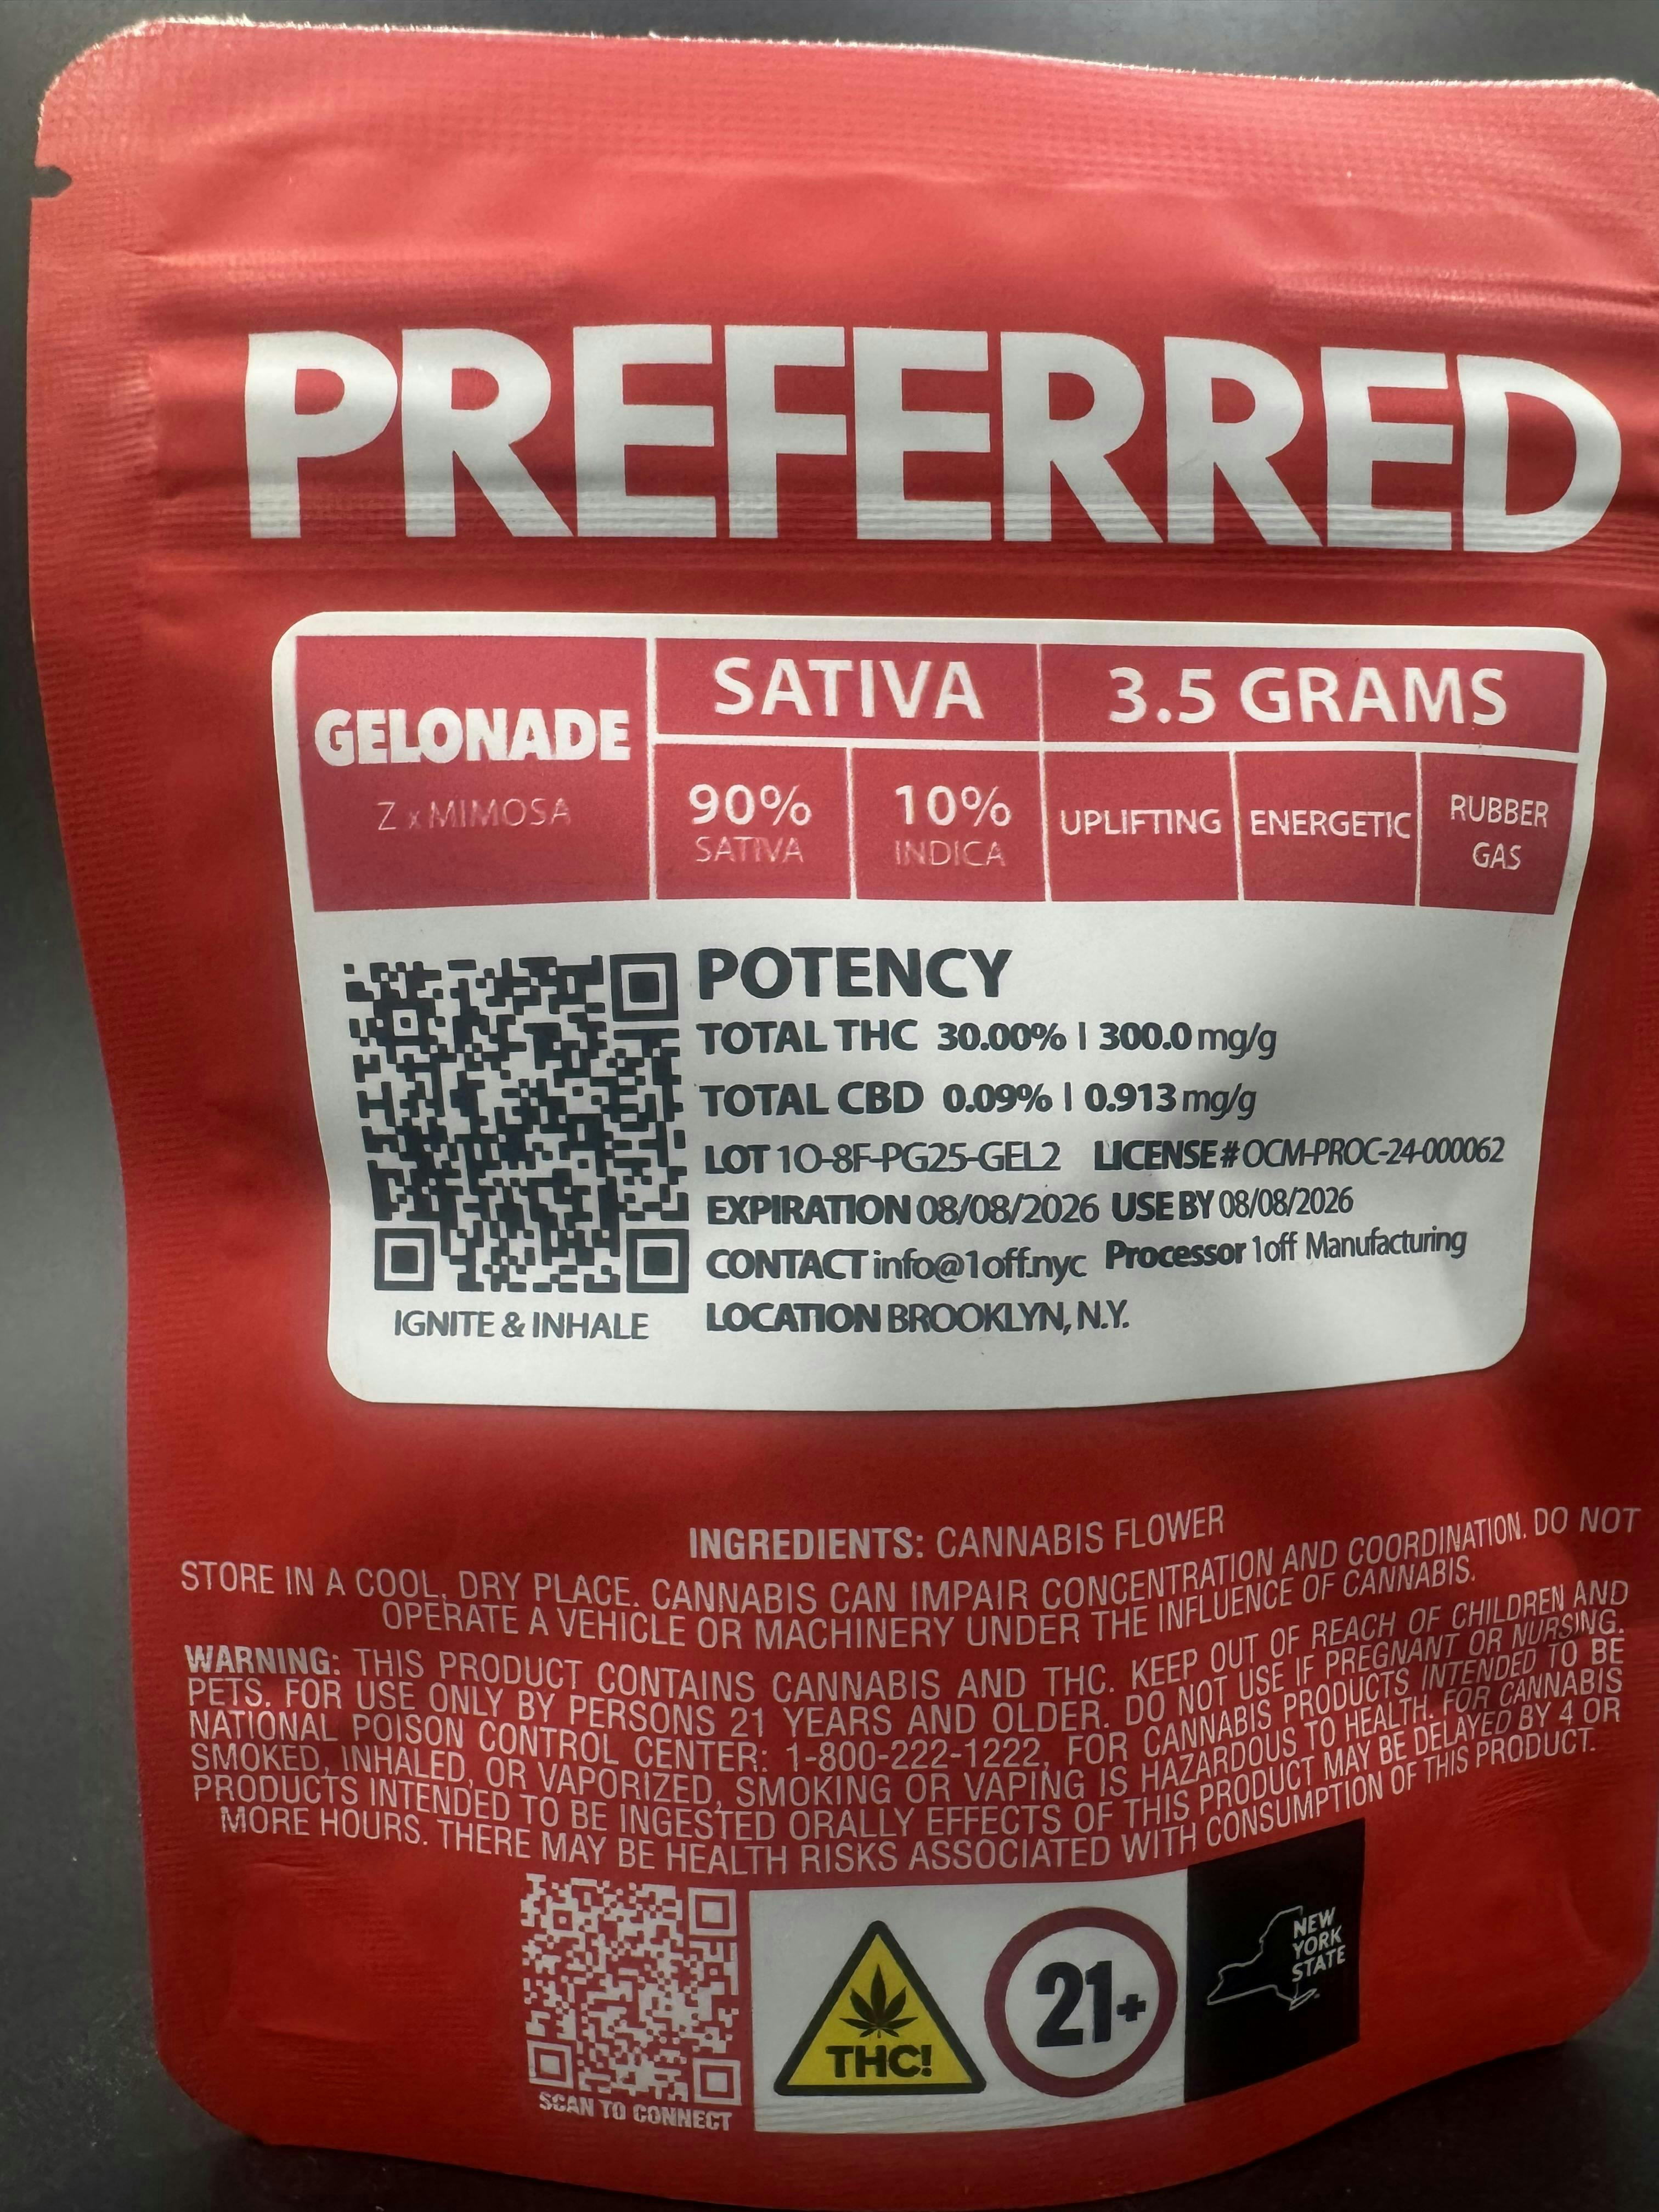 PREFERRED
GELONADE
Z x MIMOSA
SATIVA
3.5 GRAMS
90%
SATIVA
10%
INDICA
UPLIFTING
ENERGETIC
RUBBER
GAS
POTENCY
TOTAL THC 30.00% | 300.0 mg/g
TOTAL CBD 0.09% | 0.913 mg/g
LOT 1O-8F-PG25-GEL2 LICENSE # OCM-PROC-24-000062
EXPIRATION 08/08/2026 USE BY 08/08/2026
CONTACT info@1off.nyc Processor 1off Manufacturing
LOCATION BROOKLYN, N.Y.
IGNITE & INHALE
INGREDIENTS: CANNABIS FLOWER
STORE IN A COOL, DRY PLACE. CANNABIS CAN IMPAIR CONCENTRATION AND COORDINATION. DO NOT
OPERATE A VEHICLE OR MACHINERY UNDER THE INFLUENCE OF CANNABIS.
WARNING: THIS PRODUCT CONTAINS CANNABIS AND THC. KEEP OUT OF REACH OF CHILDREN AND
PETS. FOR USE ONLY BY PERSONS 21 YEARS AND OLDER. DO NOT USE IF PREGNANT OR NURSING.
NATIONAL POISON CONTROL CENTER: 1-800-222-1222, FOR CANNABIS PRODUCTS INTENDED TO BE
SMOKED, INHALED, OR VAPORIZED, SMOKING OR VAPING IS HAZARDOUS TO HEALTH. FOR CANNABIS
PRODUCTS INTENDED TO BE INGESTED ORALLY EFFECTS OF THIS PRODUCT MAY BE DELAYED BY 4 OR
MORE HOURS. THERE MAY BE HEALTH RISKS ASSOCIATED WITH CONSUMPTION OF THIS PRODUCT.
SCAN TO CONNECT
THC!
21+
NEW
YORK
STATE